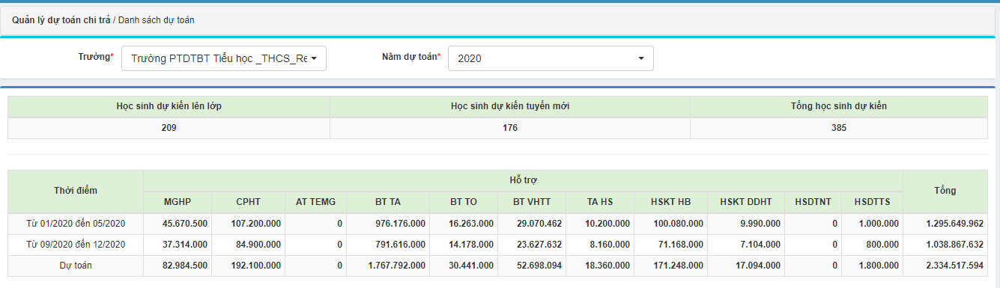 Quản lý dự toán chi trả / Danh sách dự toán
Trường* Trường PTDTBT Tiểu học _THCS_Re Năm dự toán* 2020
Học sinh dự kiến lên lớp Học sinh dự kiến tuyển mới Tổng học sinh dự kiến
209 176 385
Thời điểm Hỗ trợ Tổng
MGHP CPHT AT TEMG BT TA BT TO BT VHTT TA HS HSKT HB HSKT DDHT HSDTNT HSDTTS
Từ 01/2020 đến 05/2020 45.670.500 107.200.000 0 976.176.000 16.263.000 29.070.462 10.200.000 100.080.000 9.990.000 0 1.000.000 1.295.649.962
Từ 09/2020 đến 12/2020 37.314.000 84.900.000 0 791.616.000 14.178.000 23.627.632 8.160.000 71.168.000 7.104.000 0 800.000 1.038.867.632
Dự toán 82.984.500 192.100.000 0 1.767.792.000 30.441.000 52.698.094 18.360.000 171.248.000 17.094.000 0 1.800.000 2.334.517.594